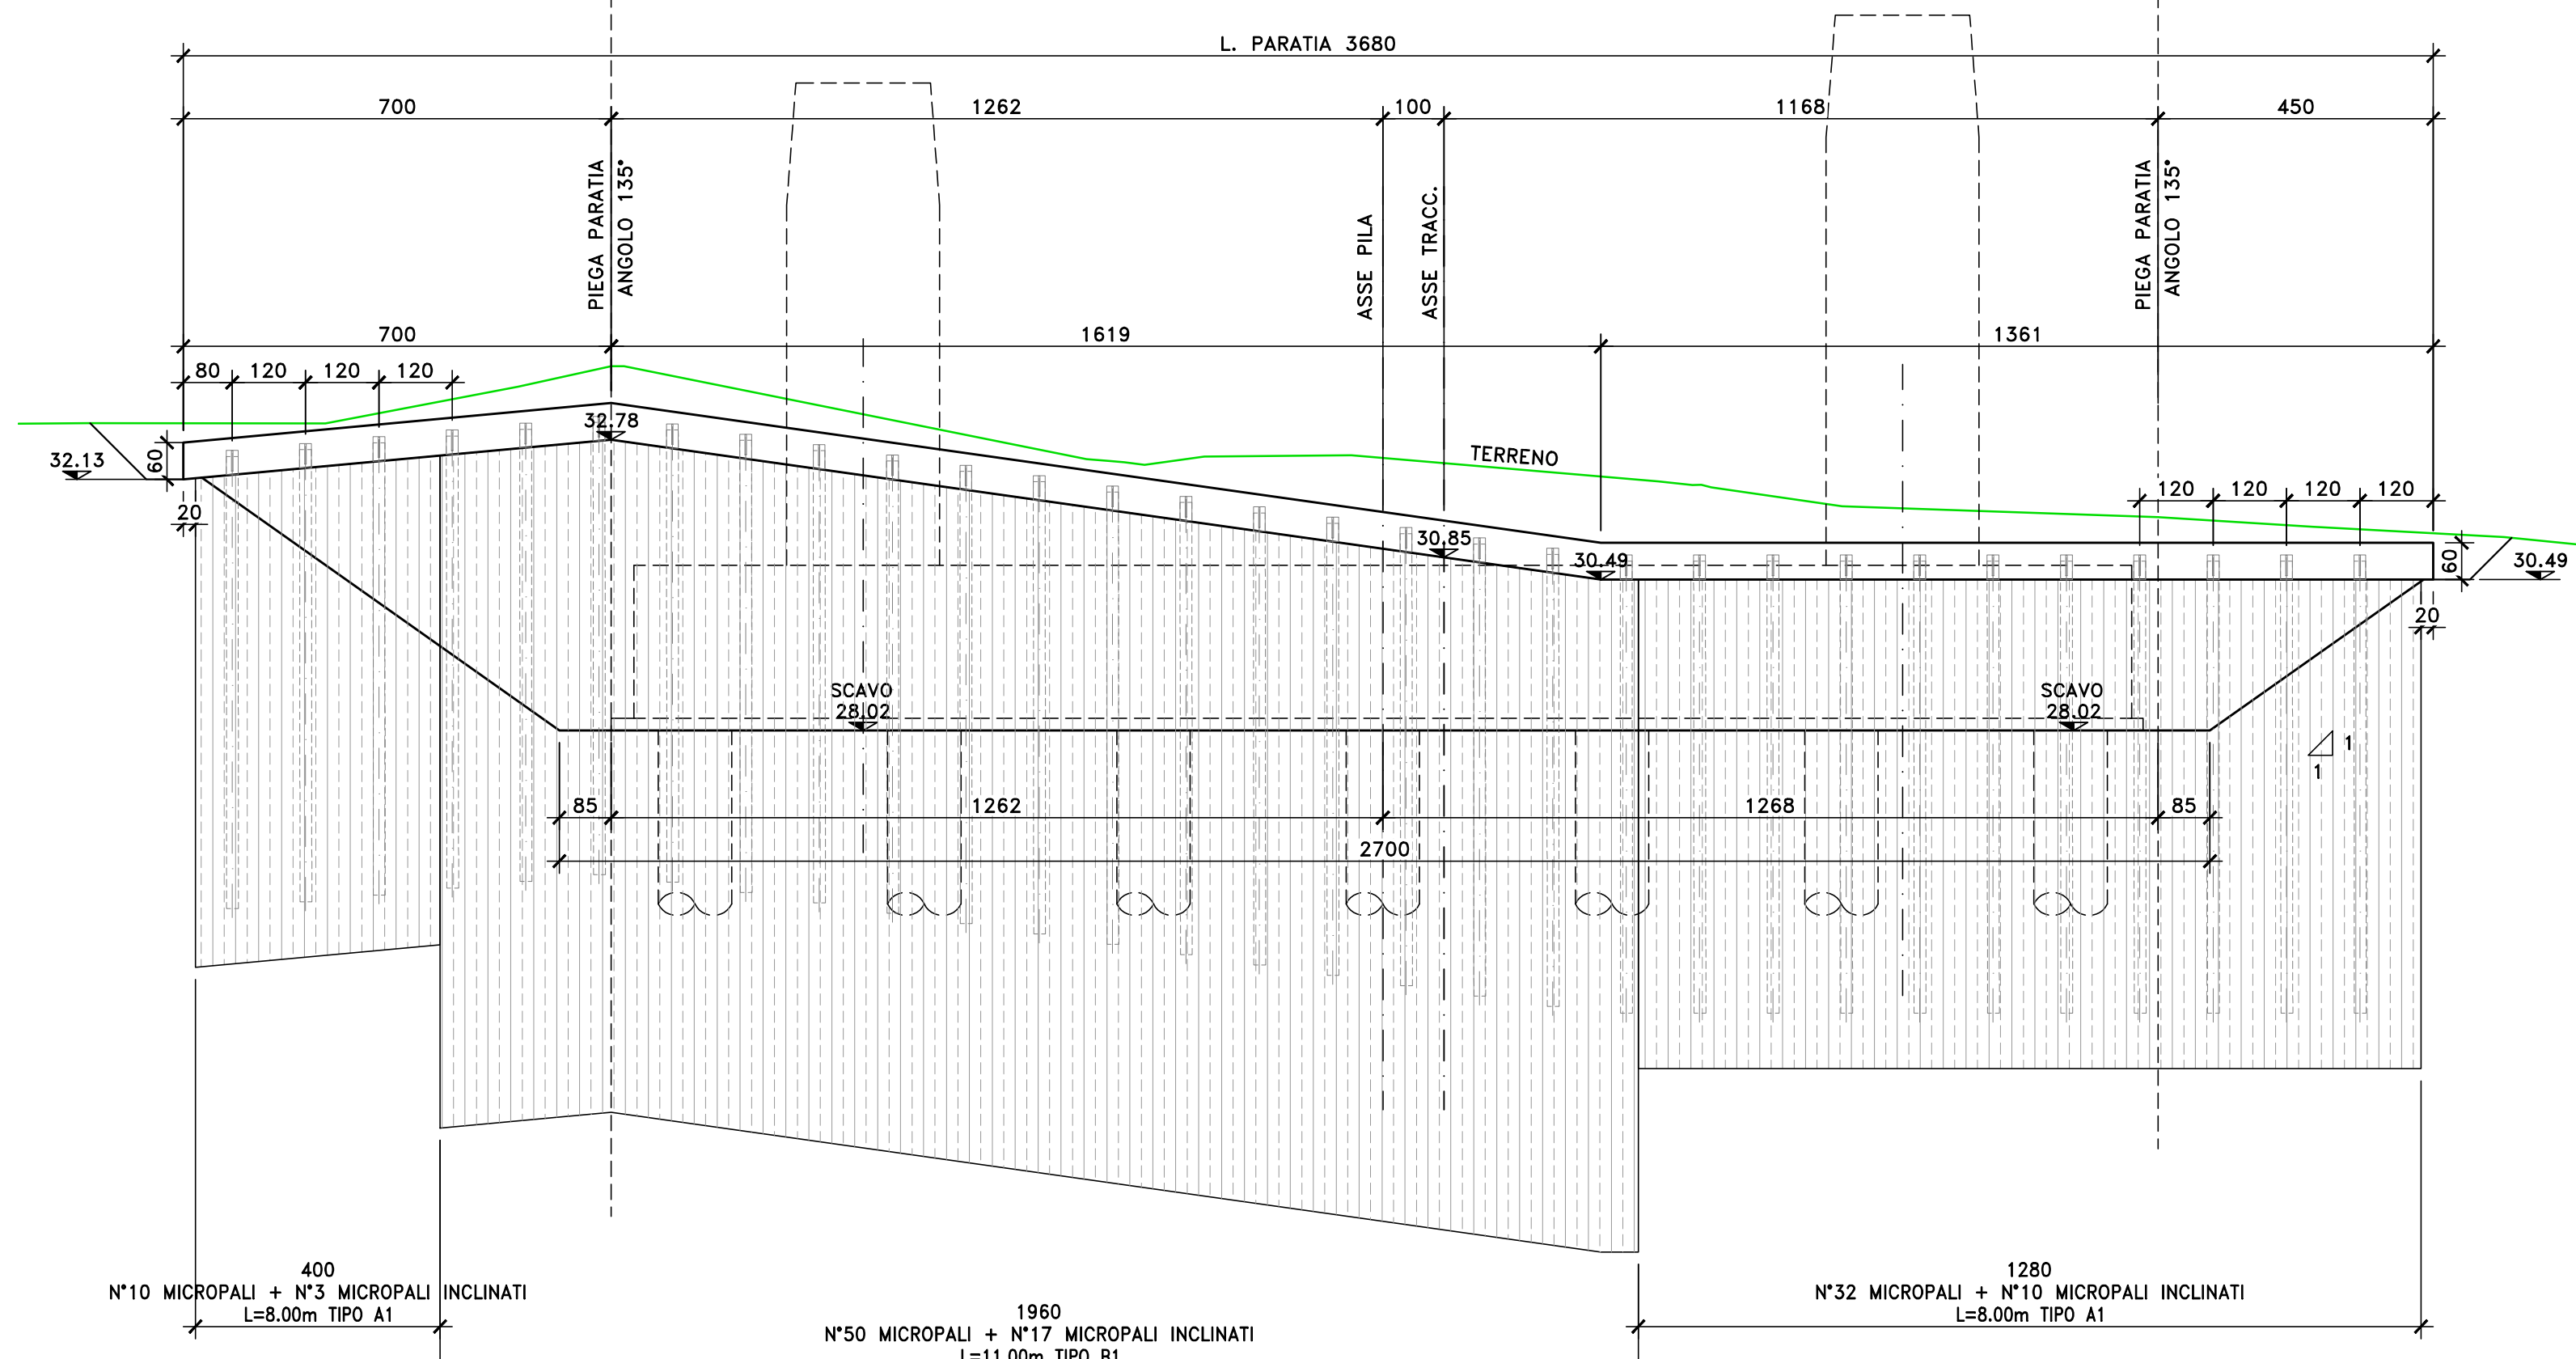 L. PARATIA 3680
700
1262
100
1168
450
PIEGA PARATIA
ANGOLO 135°
ASSE PILA
ASSE TRACC.
PIEGA PARATIA
ANGOLO 135°
700
1619
1361
80
120
120
120
32.78
TERRENO
32.13
60
20
30.85
30.49
120
120
120
120
60
30.49
20
SCAVO
28.02
SCAVO
28.02
1
1
85
1262
1268
85
2700
400
N°10 MICROPALI + N°3 MICROPALI INCLINATI
L=8.00m TIPO A1
1960
N°50 MICROPALI + N°17 MICROPALI INCLINATI
L=11.00m TIPO B1
1280
N°32 MICROPALI + N°10 MICROPALI INCLINATI
L=8.00m TIPO A1